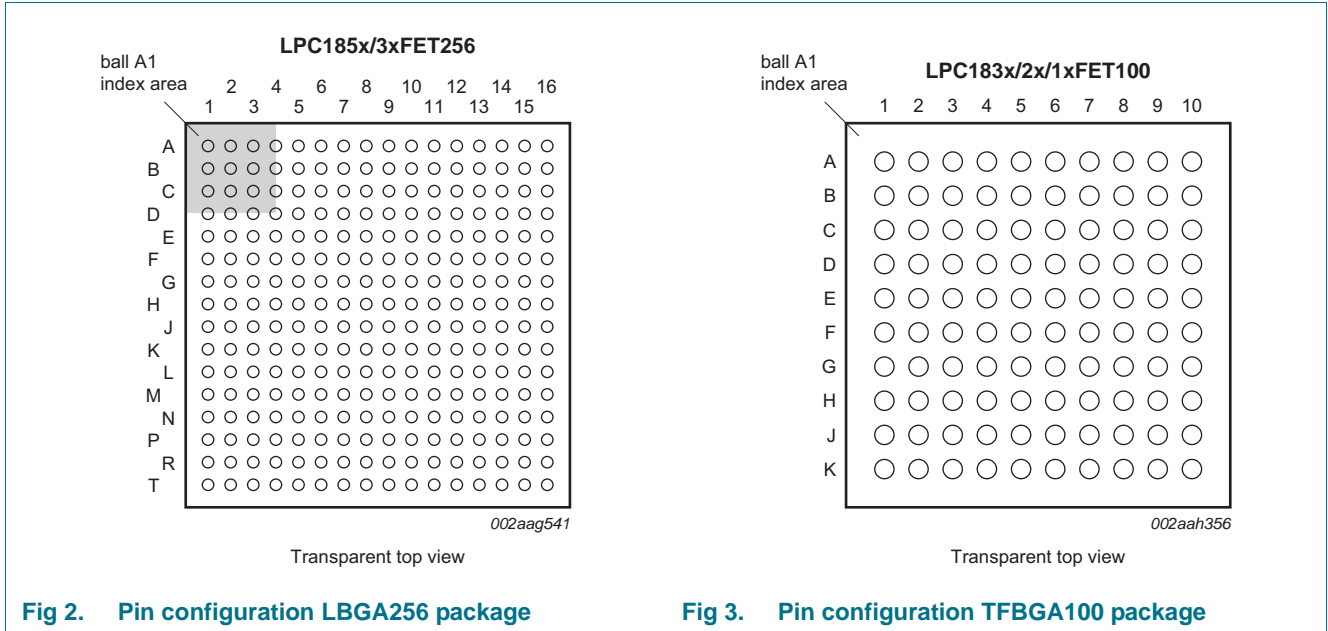 LPC185x/3xFET256
ball A1
index area
2 4 6 8 10 12 14 16
1 3 5 7 9 11 13 15
A
B
C
D
E
F
G
H
J
K
L
M
N
P
R
T
002aag541
Transparent top view
Fig 2. Pin configuration LBGA256 package
LPC183x/2x/1xFET100
ball A1
index area
1 2 3 4 5 6 7 8 9 10
A
B
C
D
E
F
G
H
J
K
002aah356
Transparent top view
Fig 3. Pin configuration TFBGA100 package